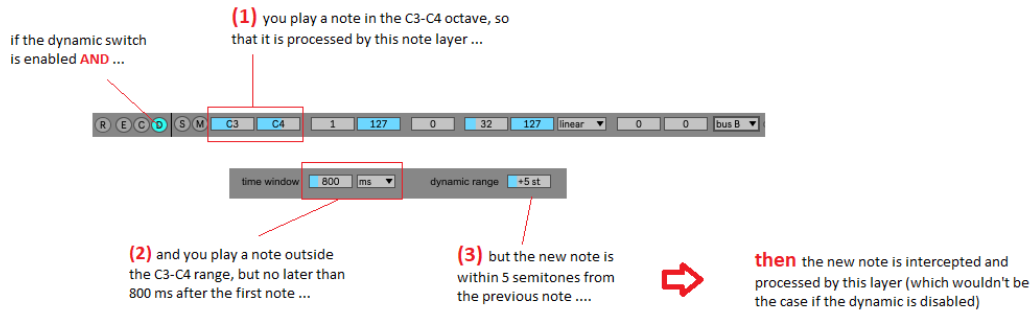 if the dynamic switch
is enabled AND ...
(1) you play a note in the C3-C4 octave, so
that it is processed by this note layer ...
R E C D S M C3 C4 1 127 0 32 127 linear 0 0 bus B
time window 800 ms dynamic range +5 st
(2) and you play a note outside
the C3-C4 range, but no later than
800 ms after the first note ...
(3) but the new note is
within 5 semitones from
the previous note ....
then the new note is intercepted and
processed by this layer (which wouldn't be
the case if the dynamic is disabled)